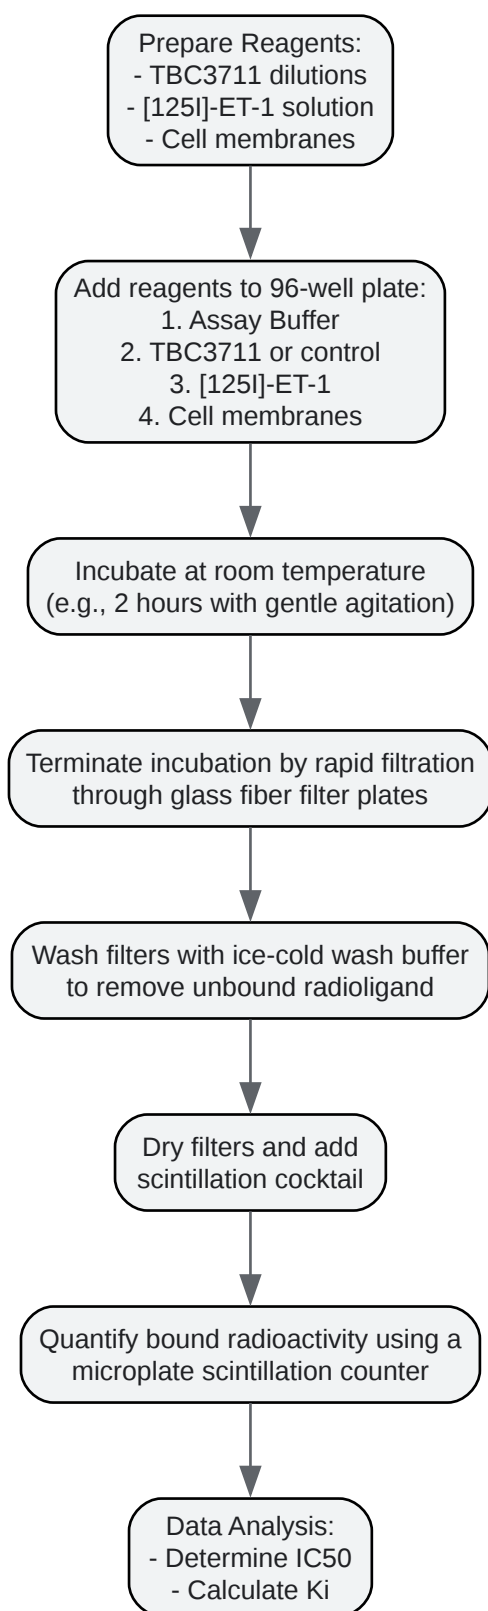 Prepare Reagents:
- TBC3711 dilutions
- [125I]-ET-1 solution
- Cell membranes
Add reagents to 96-well plate:
1. Assay Buffer
2. TBC3711 or control
3. [125I]-ET-1
4. Cell membranes
Incubate at room temperature
(e.g., 2 hours with gentle agitation)
Terminate incubation by rapid filtration
through glass fiber filter plates
Wash filters with ice-cold wash buffer
to remove unbound radioligand
Dry filters and add
scintillation cocktail
Quantify bound radioactivity using a
microplate scintillation counter
Data Analysis:
- Determine IC50
- Calculate Ki